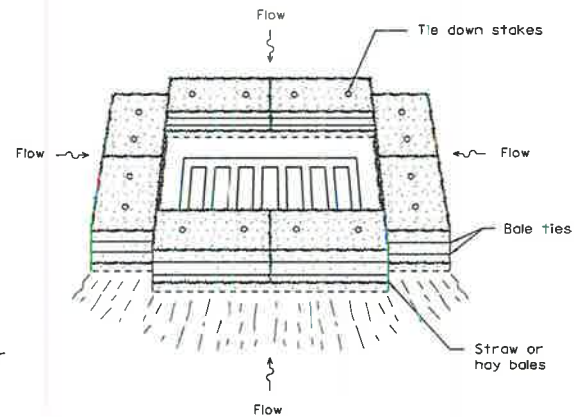 Flow
Tie down stakes
Flow
Flow
Bale ties
Straw or
hay bales
Flow